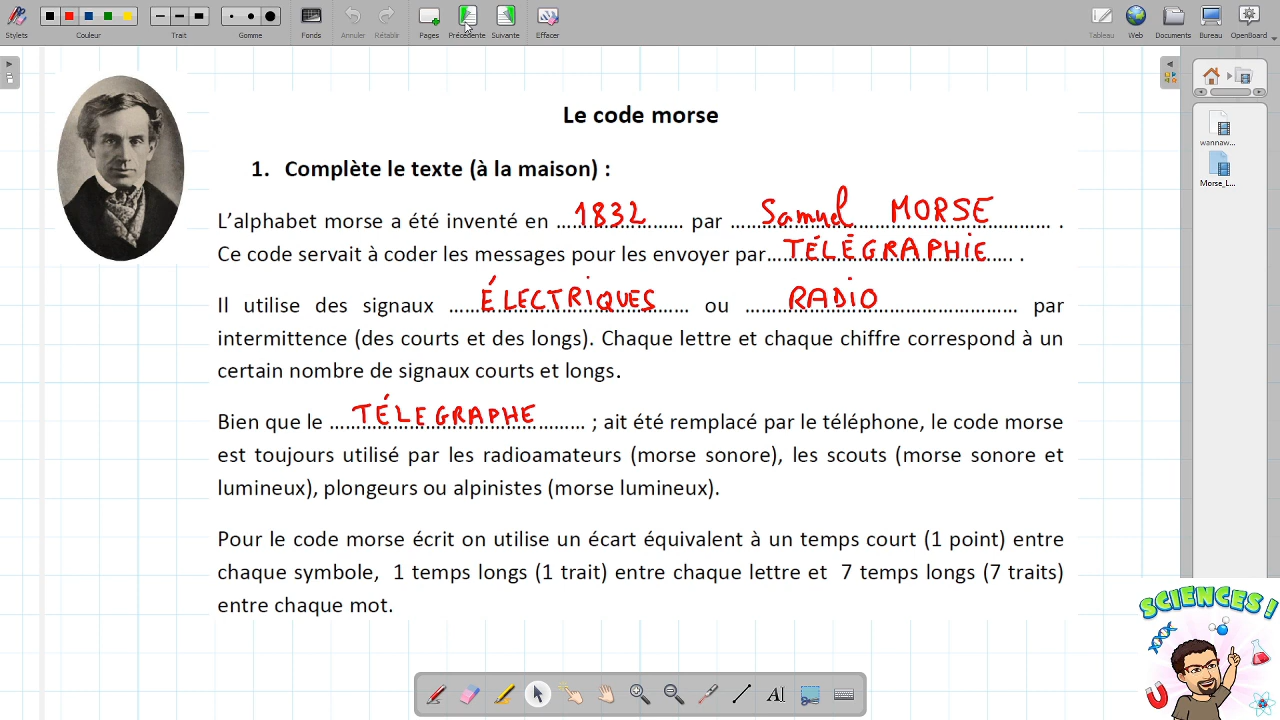 Stylets Couleur Trait Gomme Fonds Annuler Rétablir Pages Précédente Suivante Effacer Tableau Web Documents Bureau OpenBoard
wannaw...
Morse_L...
Le code morse
1. Complète le texte (à la maison) :
L'alphabet morse a été inventé en ...1832... par ...Samuel MORSE... .
Ce code servait à coder les messages pour les envoyer par...TÉLÉGRAPHIE... .
Il utilise des signaux ...ÉLECTRIQUES... ou ...RADIO... par
intermittence (des courts et des longs). Chaque lettre et chaque chiffre correspond à un
certain nombre de signaux courts et longs.
Bien que le ...TÉLEGRAPHE... ; ait été remplacé par le téléphone, le code morse
est toujours utilisé par les radioamateurs (morse sonore), les scouts (morse sonore et
lumineux), plongeurs ou alpinistes (morse lumineux).
Pour le code morse écrit on utilise un écart équivalent à un temps court (1 point) entre
chaque symbole, 1 temps longs (1 trait) entre chaque lettre et 7 temps longs (7 traits)
entre chaque mot.
SCIENCES !